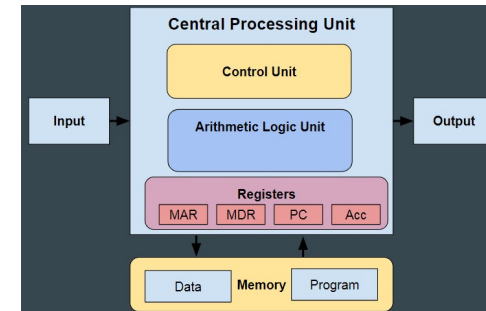 Central Processing Unit
Control Unit
Input
Arithmetic Logic Unit
Output
Registers
MAR MDR PC Acc
Data Memory Program